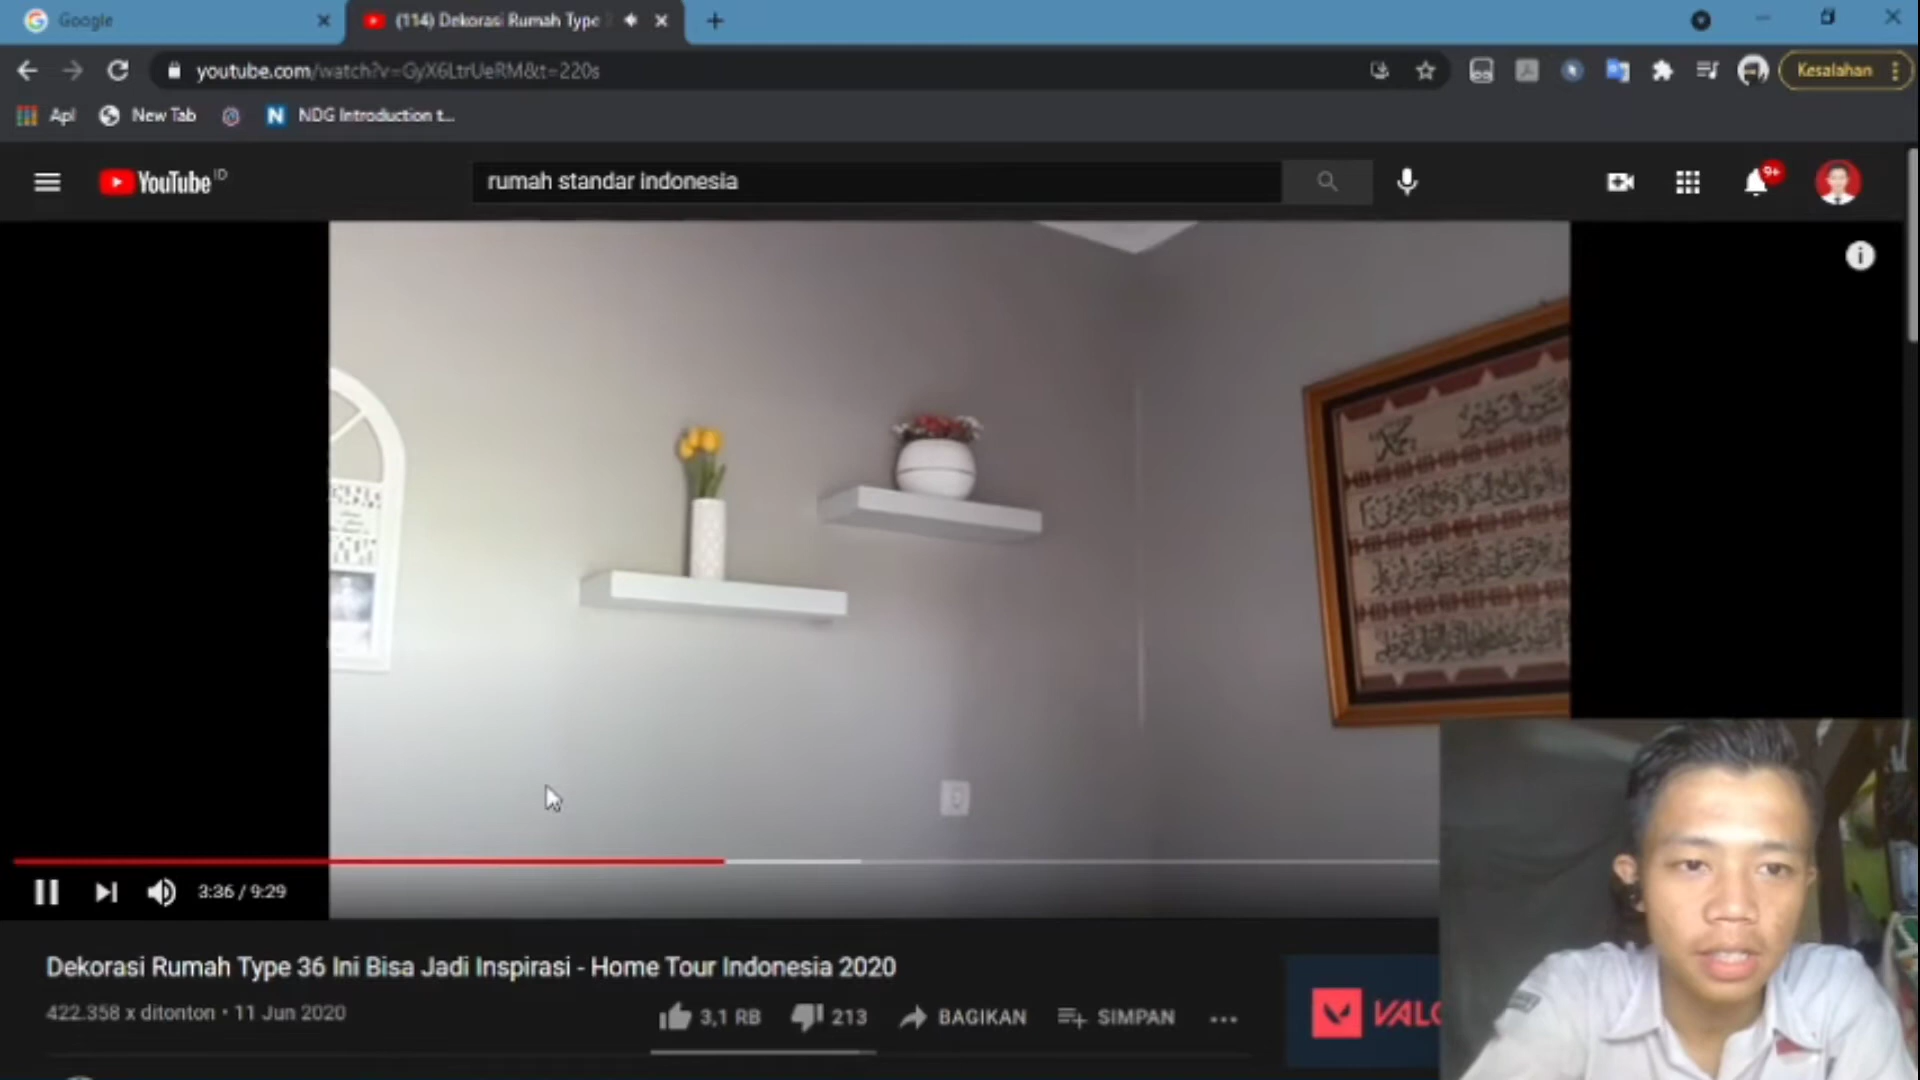 Google
(114) Dekorasi Rumah Type
youtube.com/watch?v=GyX6LtrUeRM&t=220s
Kesalahan
Apl
New Tab
N
NDG Introduction t...
YouTube ID
rumah standar indonesia
9+
3:36 / 9:29
Dekorasi Rumah Type 36 Ini Bisa Jadi Inspirasi - Home Tour Indonesia 2020
422.358 x ditonton • 11 Jun 2020
3,1 RB
213
BAGIKAN
SIMPAN
VALO